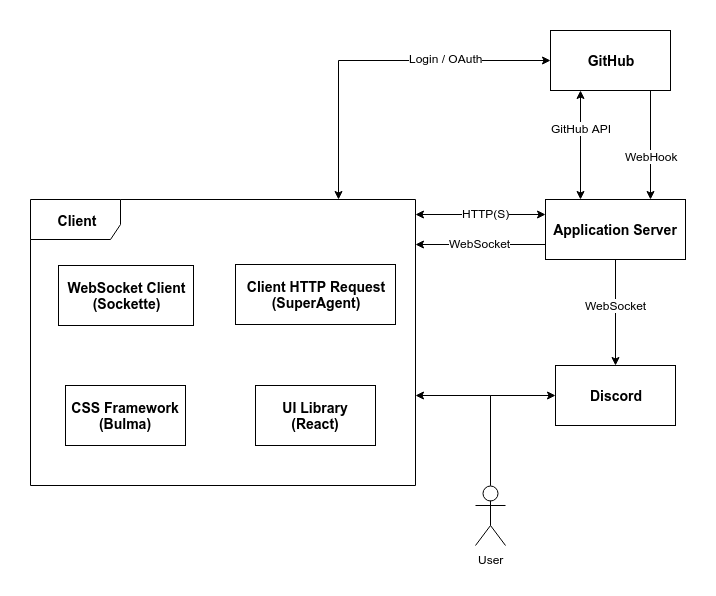 GitHub
Login / OAuth
GitHub API
WebHook
Client
HTTP(S)
Application Server
WebSocket
WebSocket Client
(Sockette)
Client HTTP Request
(SuperAgent)
WebSocket
CSS Framework
(Bulma)
UI Library
(React)
Discord
User